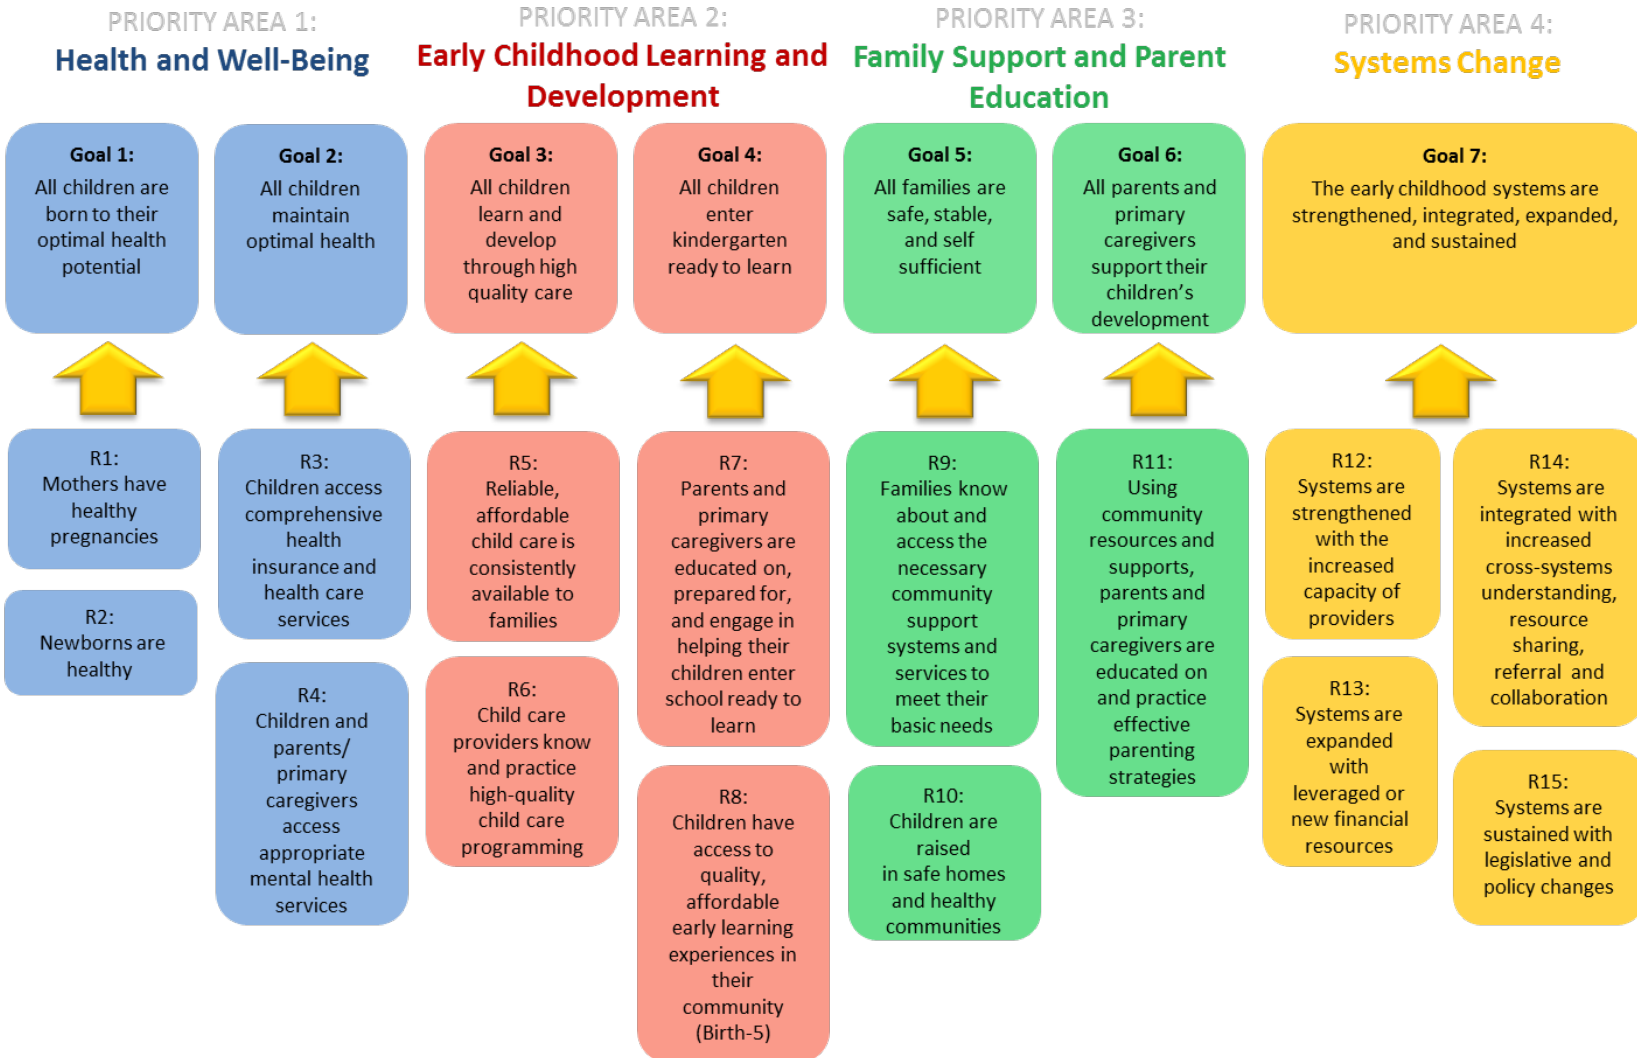 PRIORITY AREA 1:
Health and Well-Being
PRIORITY AREA 2:
Early Childhood Learning and
Development
PRIORITY AREA 3:
Family Support and Parent
Education
PRIORITY AREA 4:
Systems Change
Goal 1:
All children are
born to their
optimal health
potential
Goal 2:
All children
maintain
optimal health
Goal 3:
All children
learn and
develop
through high
quality care
Goal 4:
All children
enter
kindergarten
ready to learn
Goal 5:
All families are
safe, stable,
and self
sufficient
Goal 6:
All parents and
primary
caregivers
support their
children’s
development
Goal 7:
The early childhood systems are
strengthened, integrated, expanded,
and sustained
R1:
Mothers have
healthy
pregnancies
R2:
Newborns are
healthy
R3:
Children access
comprehensive
health
insurance and
health care
services
R4:
Children and
parents/
primary
caregivers
access
appropriate
mental health
services
R5:
Reliable,
affordable
child care is
consistently
available to
families
R6:
Child care
providers know
and practice
high-quality
child care
programming
R7:
Parents and
primary
caregivers are
educated on,
prepared for,
and engage in
helping their
children enter
school ready to
learn
R8:
Children have
access to
quality,
affordable
early learning
experiences in
their
community
(Birth-5)
R9:
Families know
about and
access the
necessary
community
support
systems and
services to
meet their
basic needs
R10:
Children are
raised
in safe homes
and healthy
communities
R11:
Using
community
resources and
supports,
parents and
primary
caregivers are
educated on
and practice
effective
parenting
strategies
R12:
Systems are
strengthened
with the
increased
capacity of
providers
R13:
Systems are
expanded
with
leveraged or
new financial
resources
R14:
Systems are
integrated with
increased
cross-systems
understanding,
resource
sharing,
referral and
collaboration
R15:
Systems are
sustained with
legislative and
policy changes